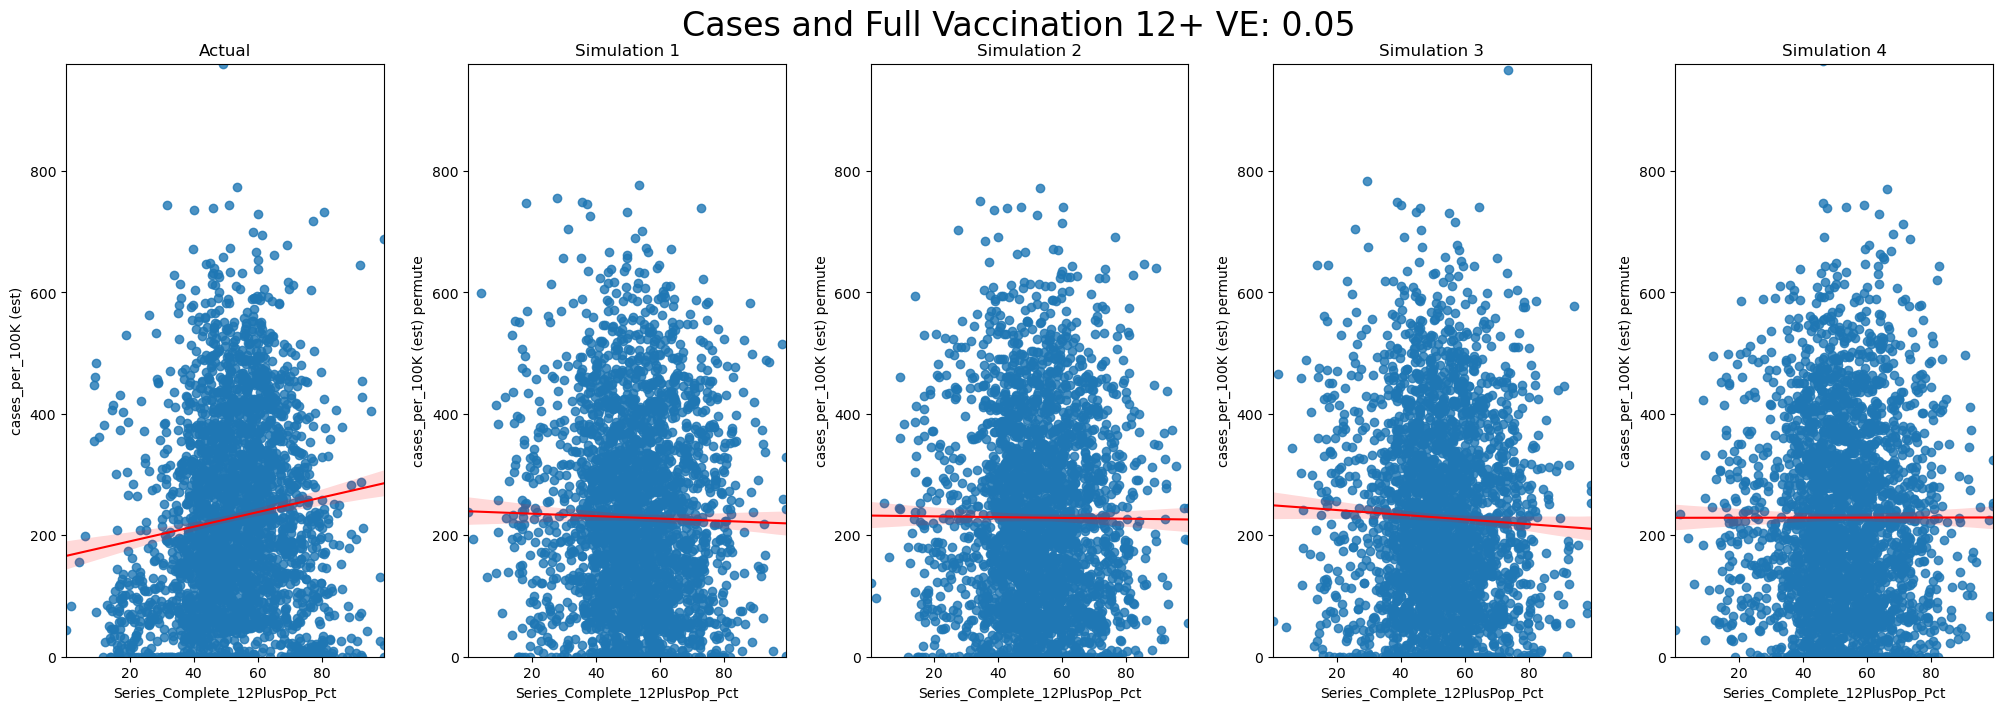 Cases and Full Vaccination 12+ VE: 0.05
Actual
cases_per_100K (est)
800
600
400
200
0
20 40 60 80
Series_Complete_12PlusPop_Pct
Simulation 1
cases_per_100K (est) permute
800
600
400
200
0
20 40 60 80
Series_Complete_12PlusPop_Pct
Simulation 2
cases_per_100K (est) permute
800
600
400
200
0
20 40 60 80
Series_Complete_12PlusPop_Pct
Simulation 3
cases_per_100K (est) permute
800
600
400
200
0
20 40 60 80
Series_Complete_12PlusPop_Pct
Simulation 4
cases_per_100K (est) permute
800
600
400
200
0
20 40 60 80
Series_Complete_12PlusPop_Pct